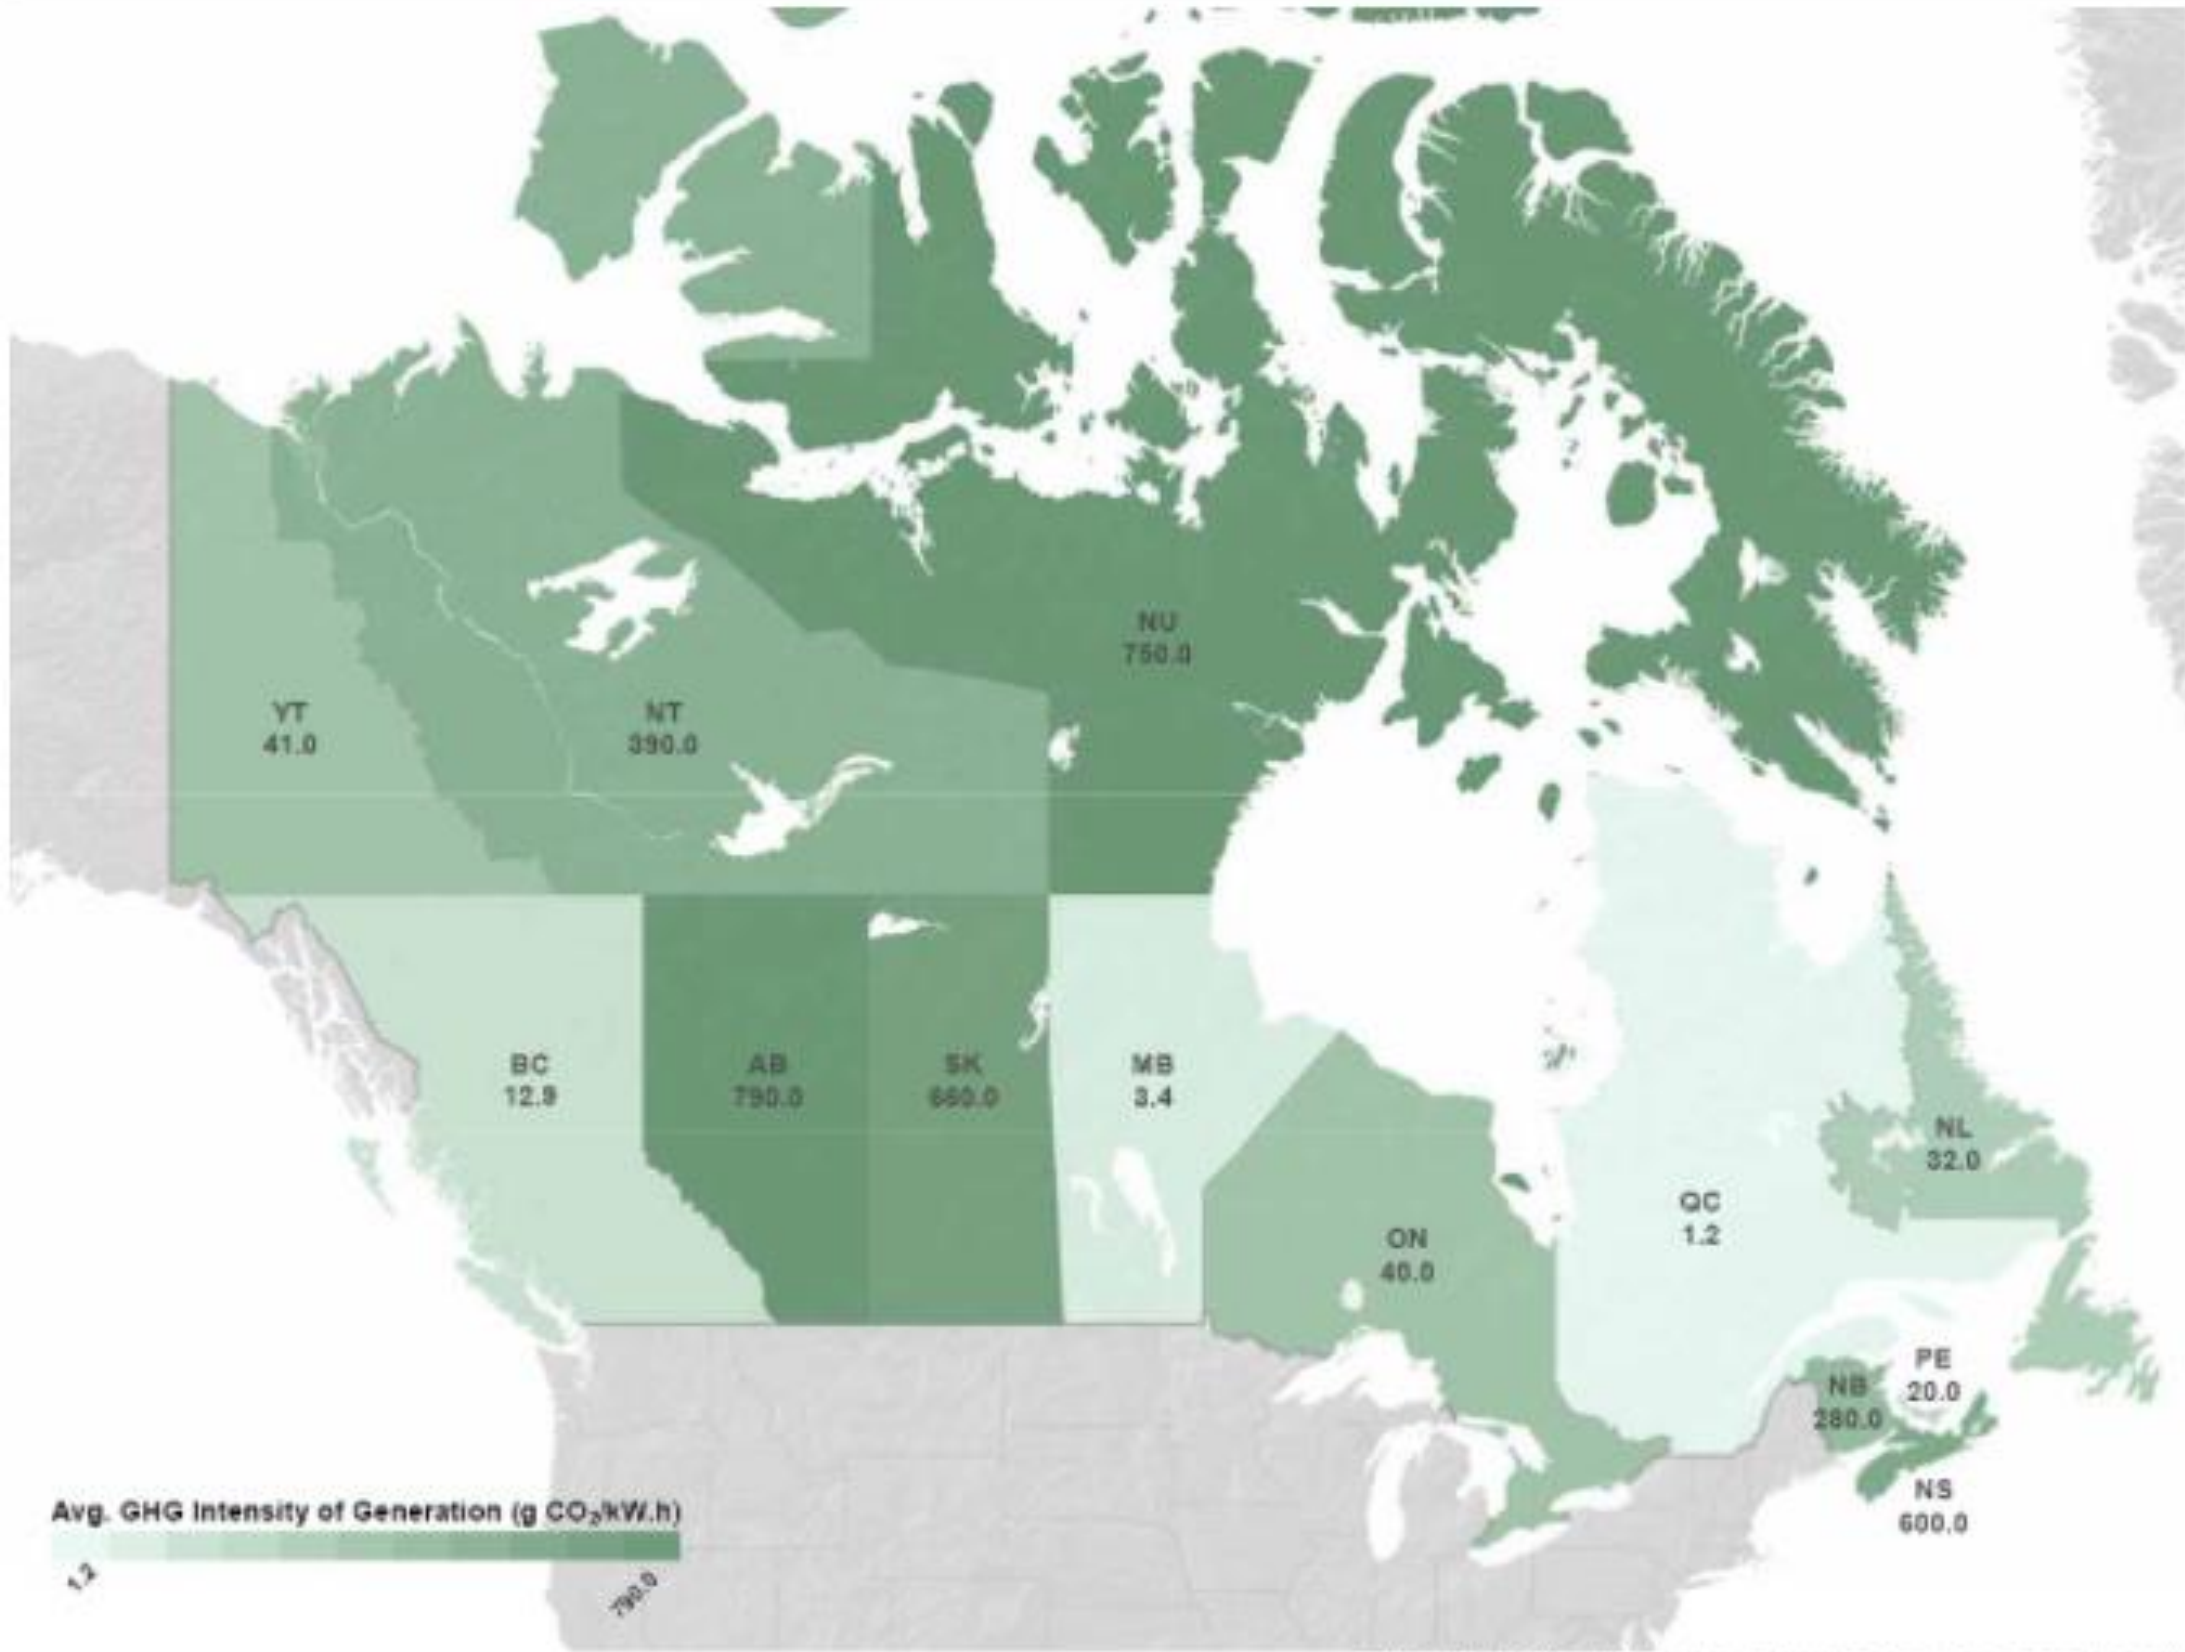 NU
750.0
YT
41.0
NT
390.0
BC
12.9
AB
790.0
SK
660.0
MB
3.4
NL
32.0
QC
1.2
ON
40.0
PE
20.0
NB
280.0
NS
600.0
Avg. GHG Intensity of Generation (g CO₂/kW.h)
1.2
790.0